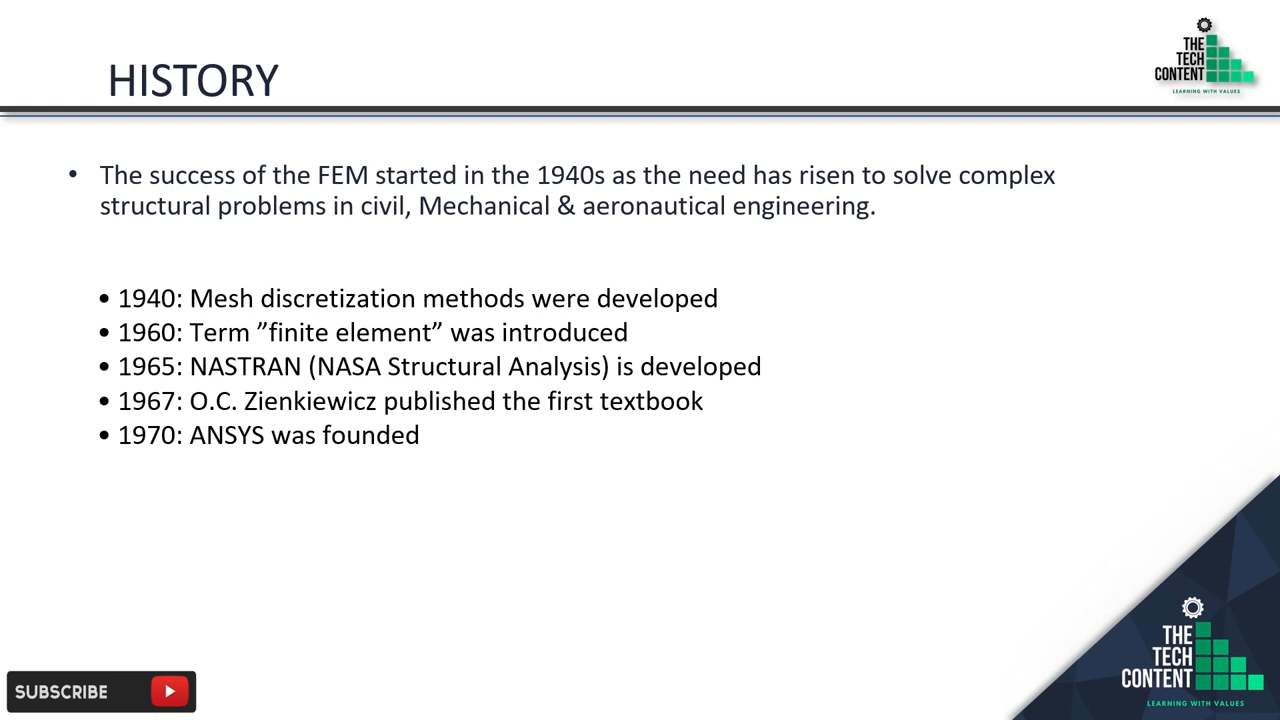 HISTORY
THE
TECH
CONTENT
LEARNING WITH VALUES
• The success of the FEM started in the 1940s as the need has risen to solve complex
structural problems in civil, Mechanical & aeronautical engineering.
• 1940: Mesh discretization methods were developed
• 1960: Term ”finite element” was introduced
• 1965: NASTRAN (NASA Structural Analysis) is developed
• 1967: O.C. Zienkiewicz published the first textbook
• 1970: ANSYS was founded
SUBSCRIBE
THE
TECH
CONTENT
LEARNING WITH VALUES